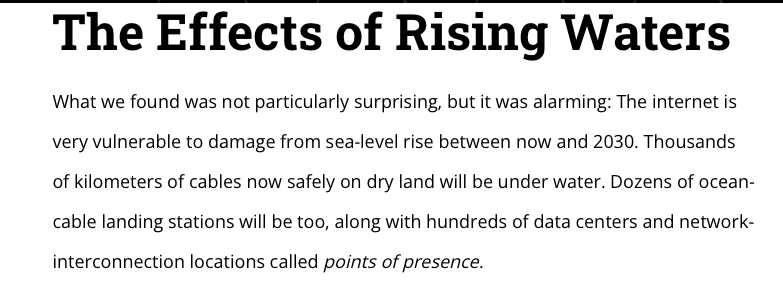 The Effects of Rising Waters
What we found was not particularly surprising, but it was alarming: The internet is
very vulnerable to damage from sea-level rise between now and 2030. Thousands
of kilometers of cables now safely on dry land will be under water. Dozens of ocean-
cable landing stations will be too, along with hundreds of data centers and network-
interconnection locations called points of presence.